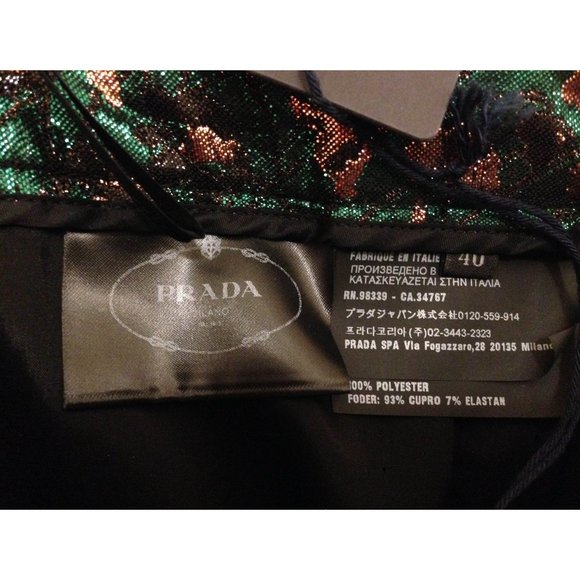 PRADA
MILANO
FABRIQUE EN ITALIE
40
ПРОИЗВЕДЕНО В
ΚΑΤΑΣΚΕΥΑΖΕΤΑΙ ΣΤΗΝ ΙΤΑΛΙΑ
RN.98339 - CA.34767
プラダジャパン株式会社0120-559-914
프라다코리아 (주)02-3443-2323
PRADA SPA Via Fogazzaro,28 20135 Milano
100% POLYESTER
FODER: 93% CUPRO 7% ELASTAN